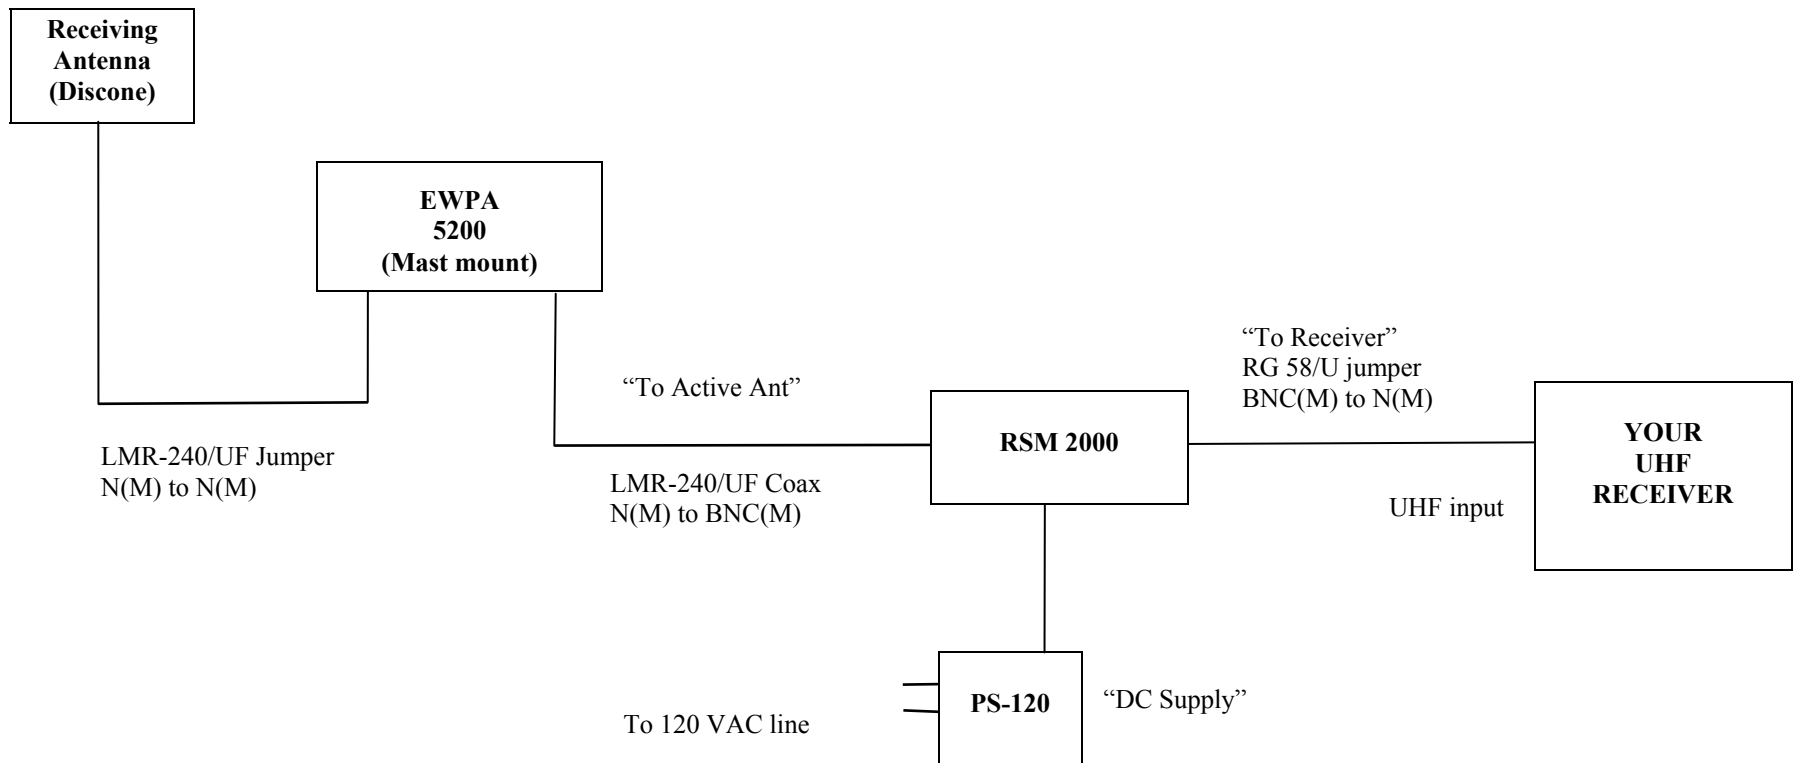 Receiving
Antenna
(Discone)
EWPA
5200
(Mast mount)
“To Active Ant”
“To Receiver”
RG 58/U jumper
BNC(M) to N(M)
LMR-240/UF Jumper
N(M) to N(M)
LMR-240/UF Coax
N(M) to BNC(M)
RSM 2000
YOUR
UHF
RECEIVER
UHF input
PS-120
“DC Supply”
To 120 VAC line